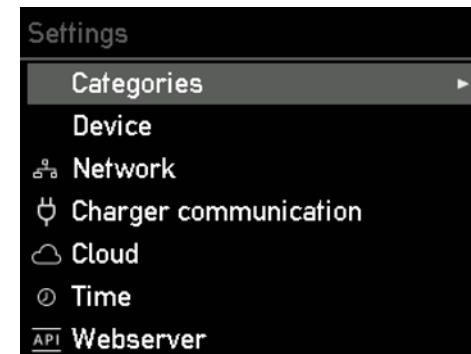 Settings
Categories
Device
Network
Charger communication
Cloud
Time
API Webserver